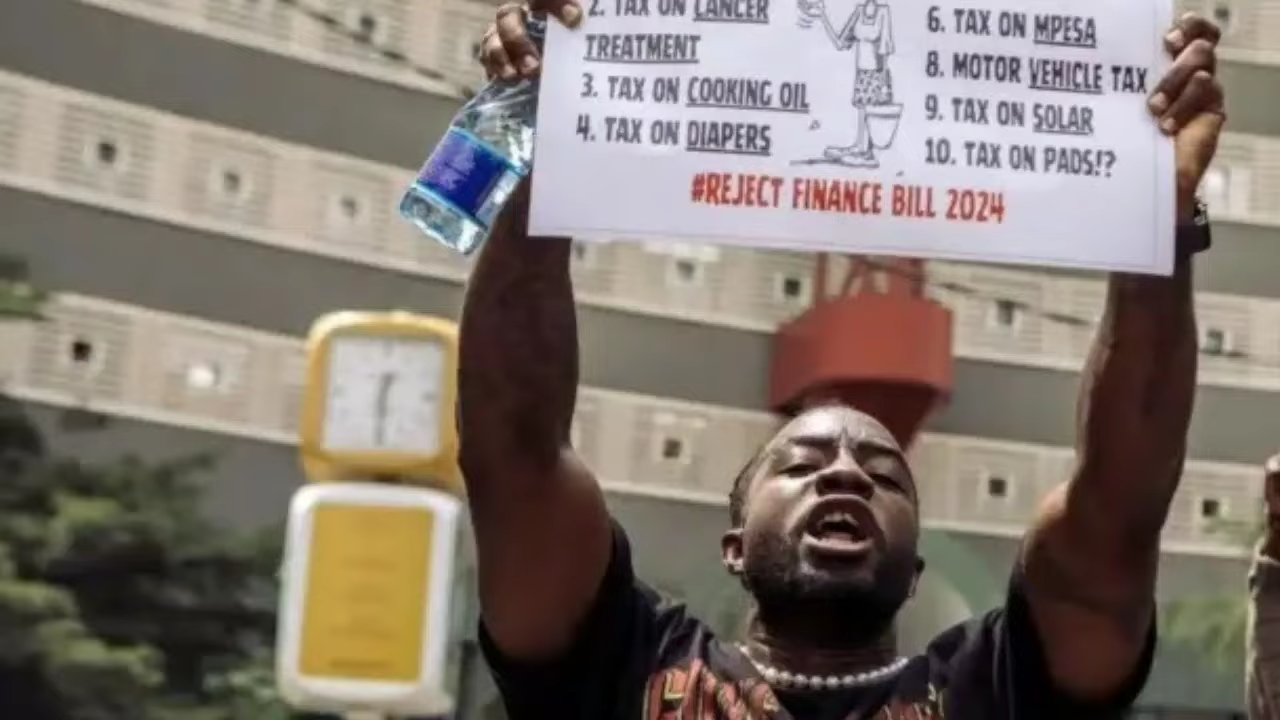 2. TAX ON CANCER
TREATMENT
3. TAX ON COOKING OIL
4. TAX ON DIAPERS
6. TAX ON MPESA
8. MOTOR VEHICLE TAX
9. TAX ON SOLAR
10. TAX ON PADS!?
#REJECT FINANCE BILL 2024